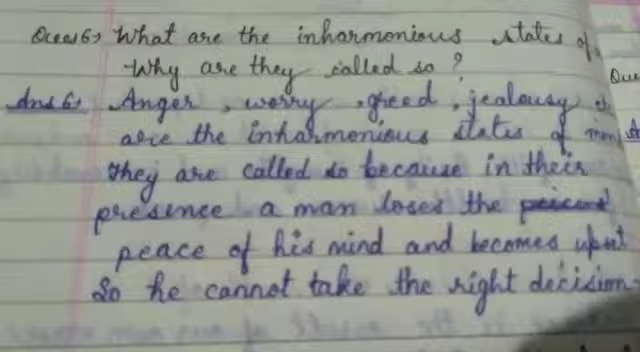 Ques 6, What are the inharmonious states of
Why are they called so ?
Que
Ans 6, Anger , worry , greed , jealousy
are the inharmonious states of
They are called so because in their
presence a man loses the
peace of his mind and becomes upset
So he cannot take the right decision.